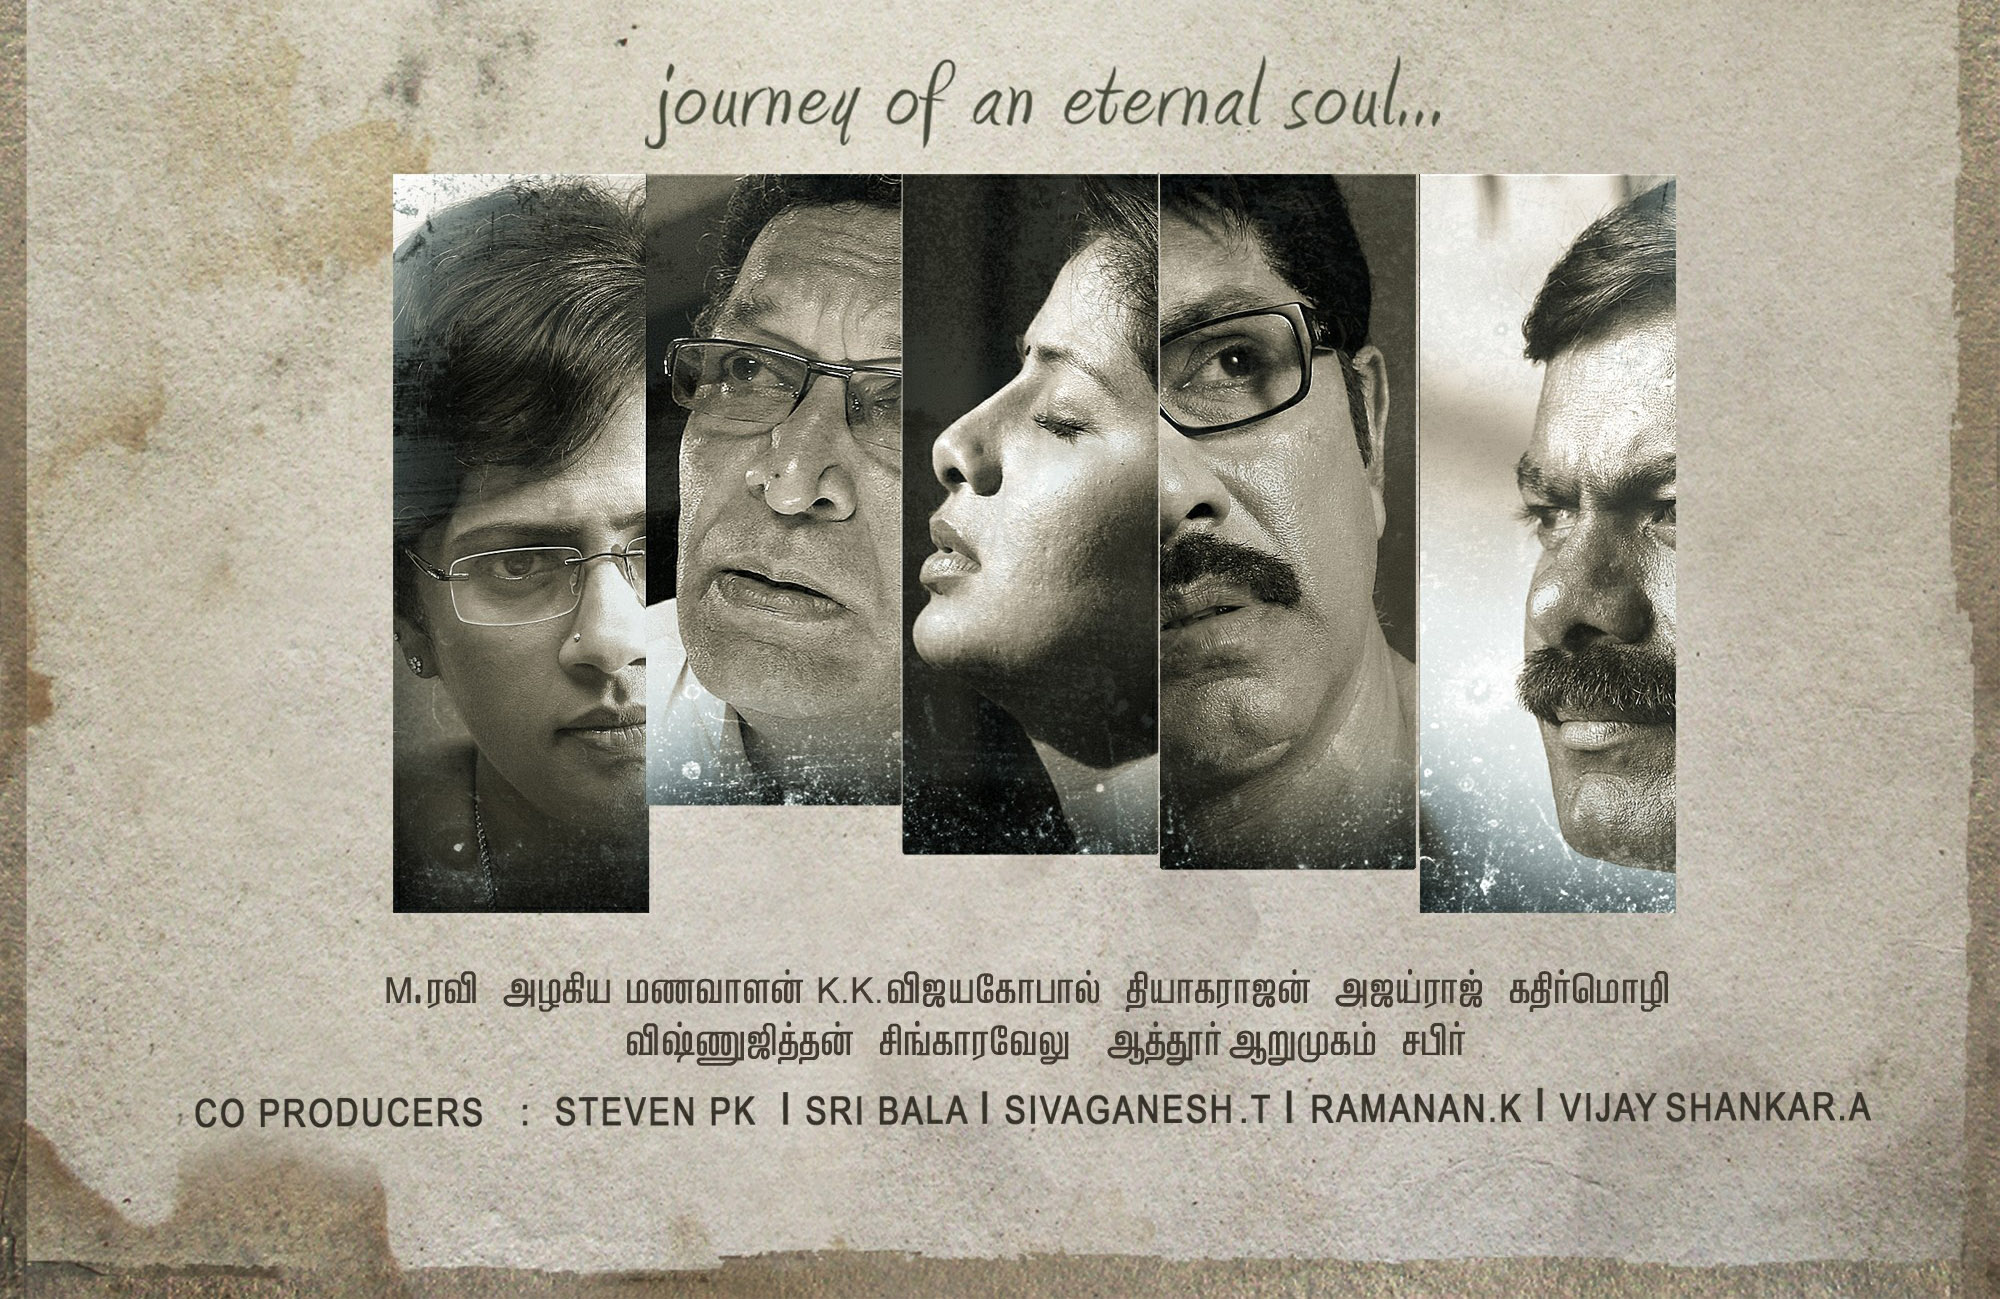 journey of an eternal soul...
M.ரவி அழகிய மணவாளன் K.K.விஜயகோபால் தியாகராஜன் அஜய்ராஜ் கதிர்மொழி
விஷ்ணுஜித்தன் சிங்காரவேலு ஆத்தூர் ஆறுமுகம் சபிர்
CO PRODUCERS : STEVEN PK | SRI BALA | SIVAGANESH.T | RAMANAN.K | VIJAY SHANKAR.A